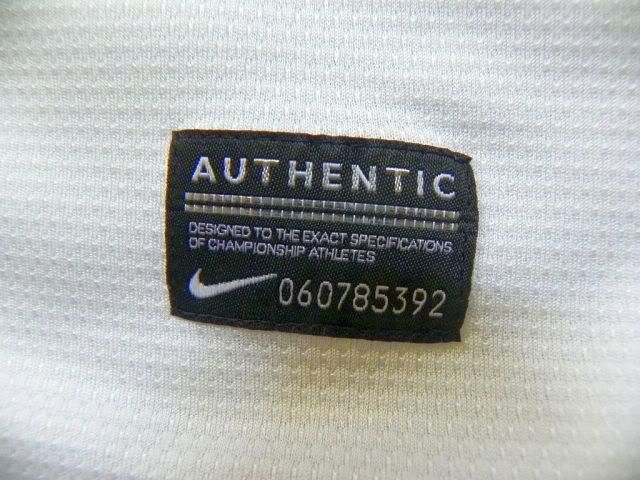 AUTHENTIC
DESIGNED TO THE EXACT SPECIFICATIONS
OF CHAMPIONSHIP ATHLETES
060785392